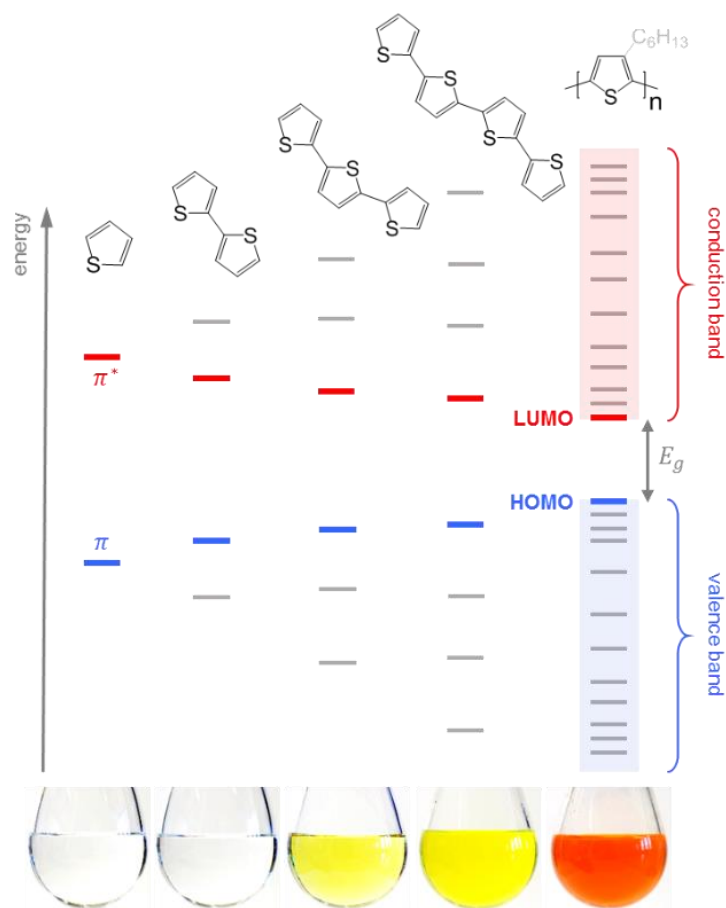 C6H13
S
S
S
S
[
S
]n
S
S
S
S
energy
S
S
S
conduction band
π*
LUMO
Eg
HOMO
π
valence band